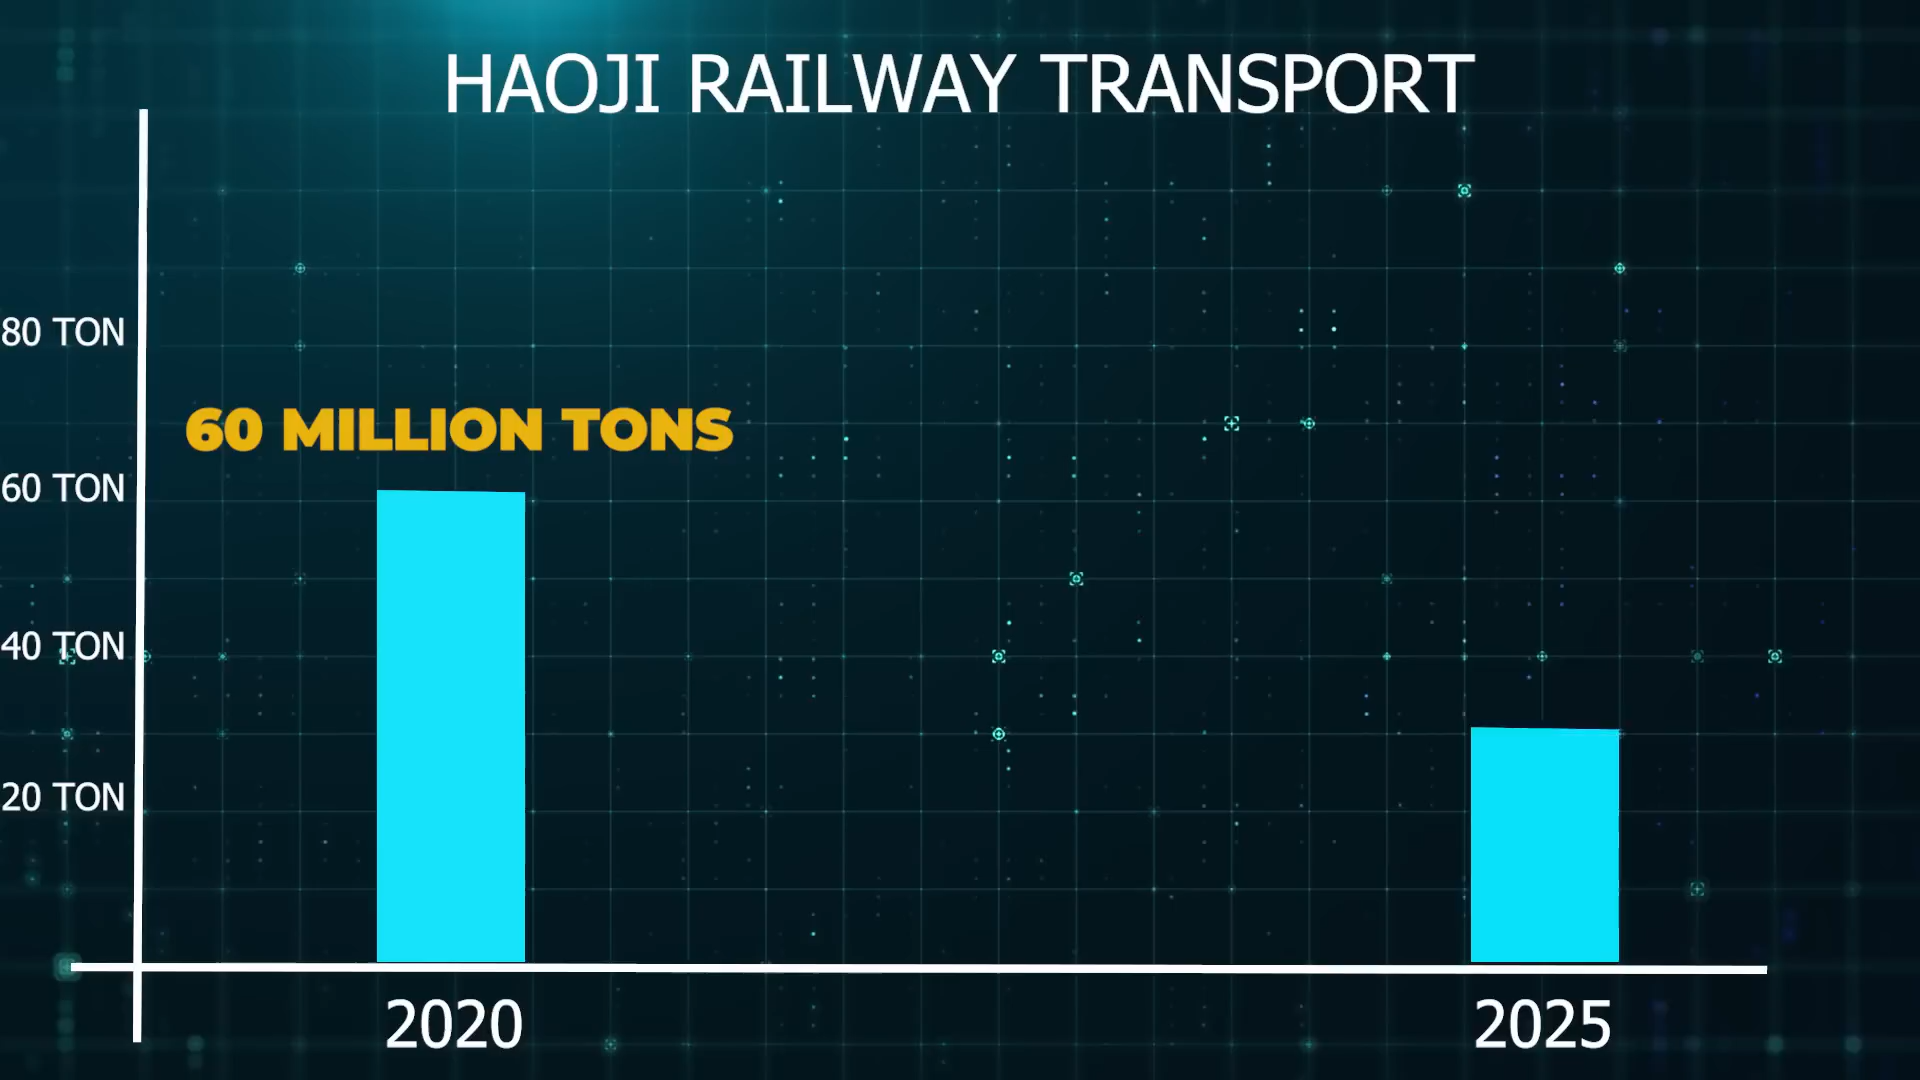 HAOJI RAILWAY TRANSPORT
80 TON
60 MILLION TONS
60 TON
40 TON
20 TON
2020
2025